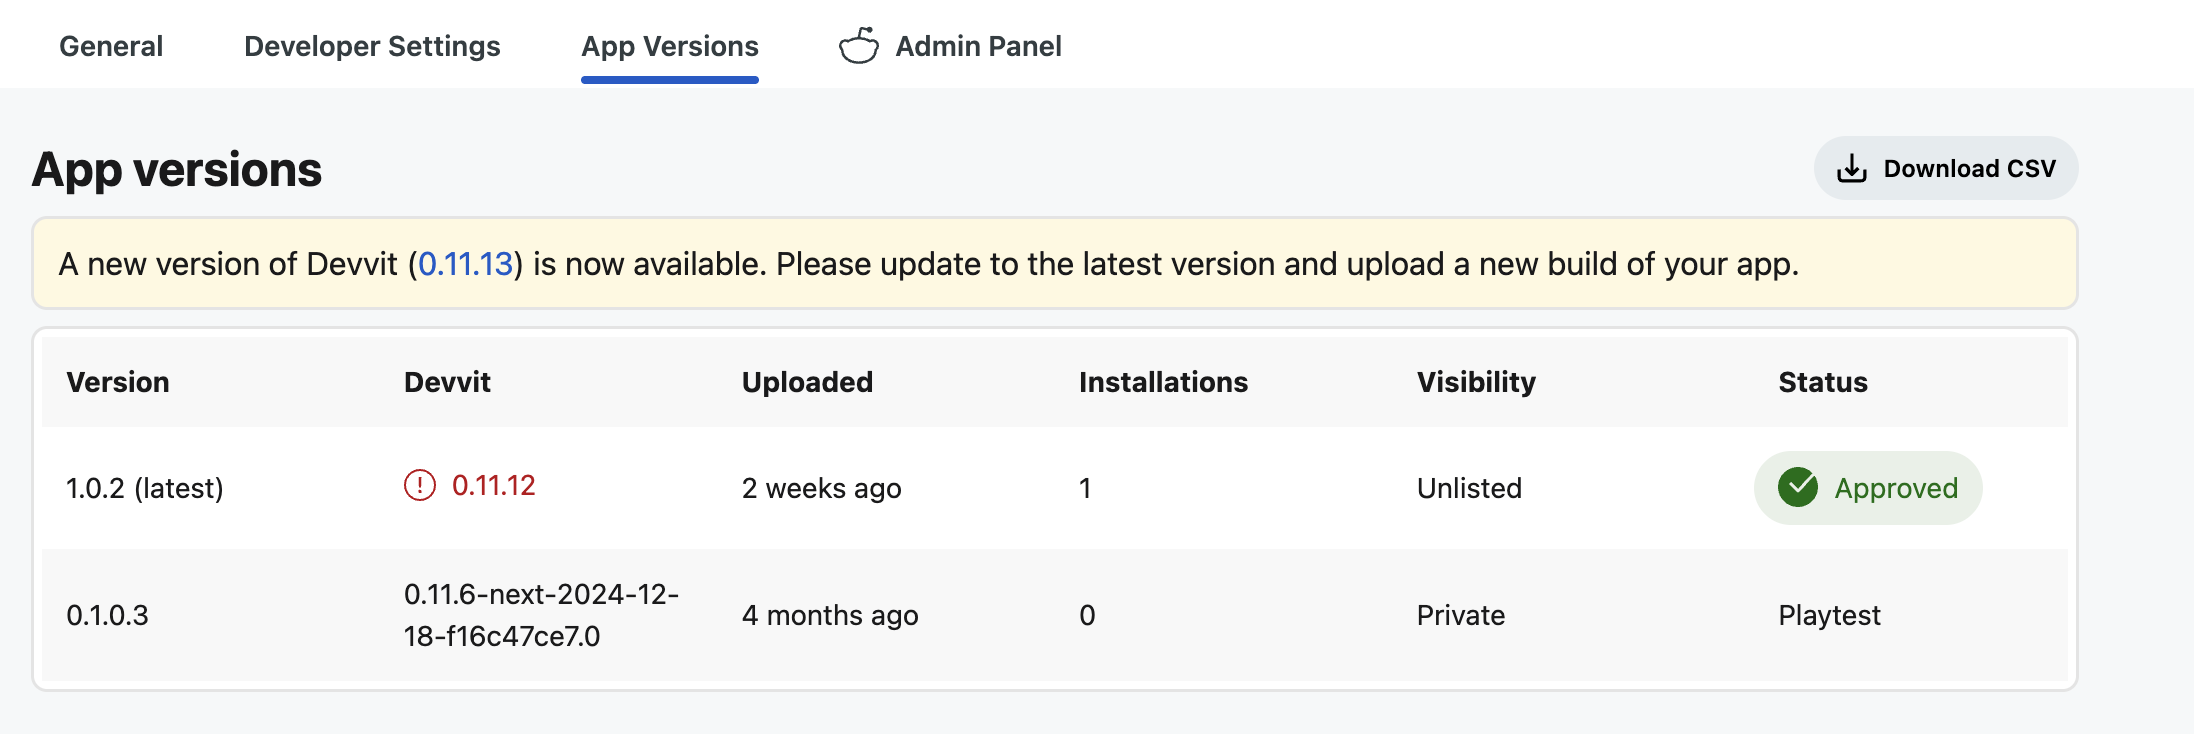 General Developer Settings App Versions Admin Panel
App versions
Download CSV
A new version of Devvit (0.11.13) is now available. Please update to the latest version and upload a new build of your app.
Version Devvit Uploaded Installations Visibility Status
1.0.2 (latest) 0.11.12 2 weeks ago 1 Unlisted Approved
0.1.0.3 0.11.6-next-2024-12-
18-f16c47ce7.0 4 months ago 0 Private Playtest